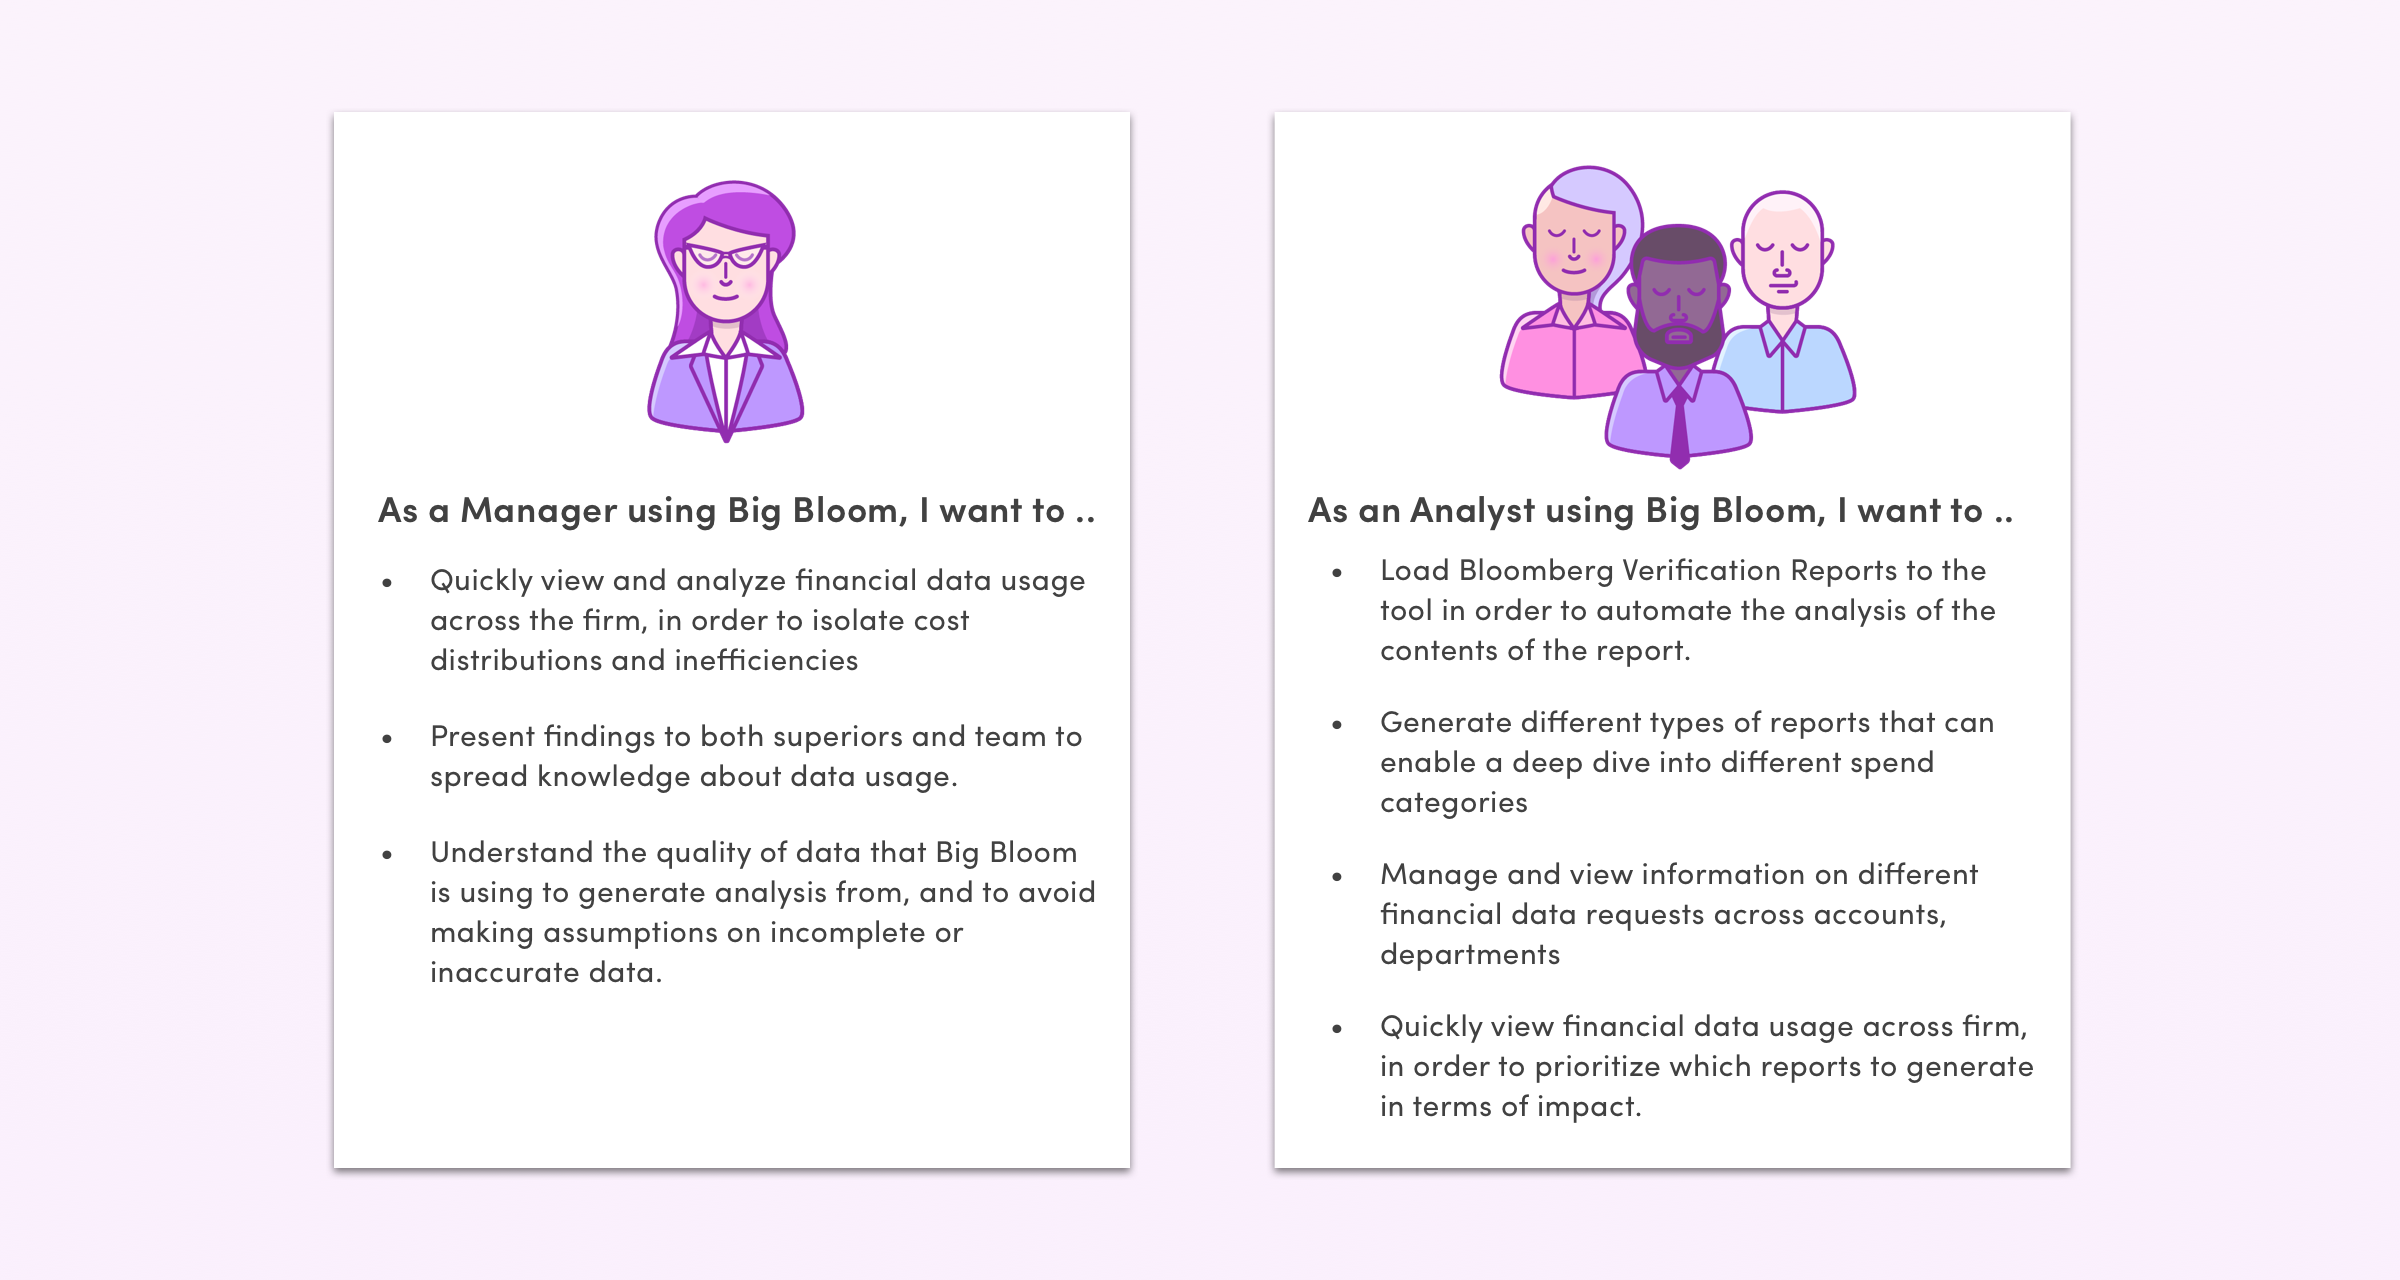 As a Manager using Big Bloom, I want to ..
• Quickly view and analyze financial data usage
across the firm, in order to isolate cost
distributions and inefficiencies
• Present findings to both superiors and team to
spread knowledge about data usage.
• Understand the quality of data that Big Bloom
is using to generate analysis from, and to avoid
making assumptions on incomplete or
inaccurate data.
As an Analyst using Big Bloom, I want to ..
• Load Bloomberg Verification Reports to the
tool in order to automate the analysis of the
contents of the report.
• Generate different types of reports that can
enable a deep dive into different spend
categories
• Manage and view information on different
financial data requests across accounts,
departments
• Quickly view financial data usage across firm,
in order to prioritize which reports to generate
in terms of impact.